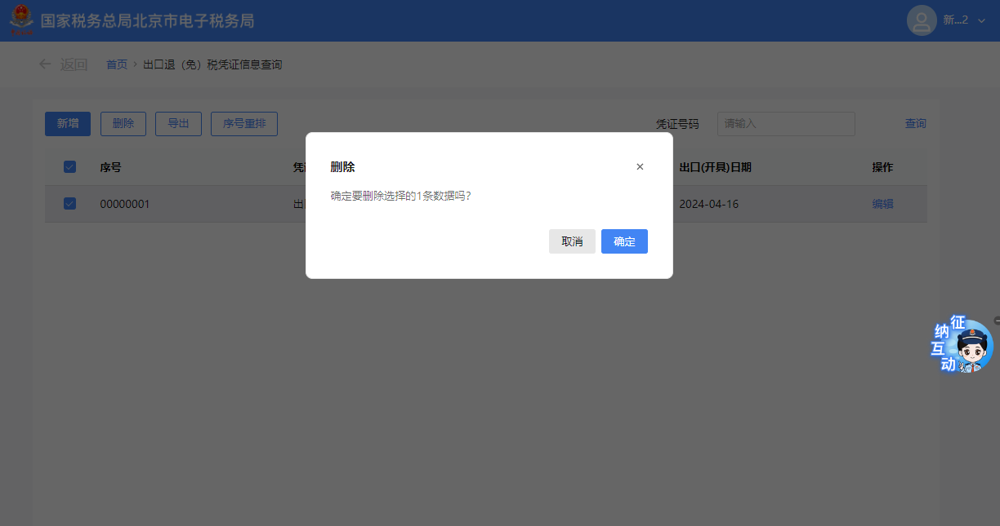 国家税务总局北京市电子税务局
新...2
返回 首页 › 出口退（免）税凭证信息查询
新增 删除 导出 序号重排 凭证号码 请输入 查询
序号 出口(开具)日期 操作
00000001 2024-04-16 编辑
删除 ×
确定要删除选择的1条数据吗?
取消 确定
征纳互动